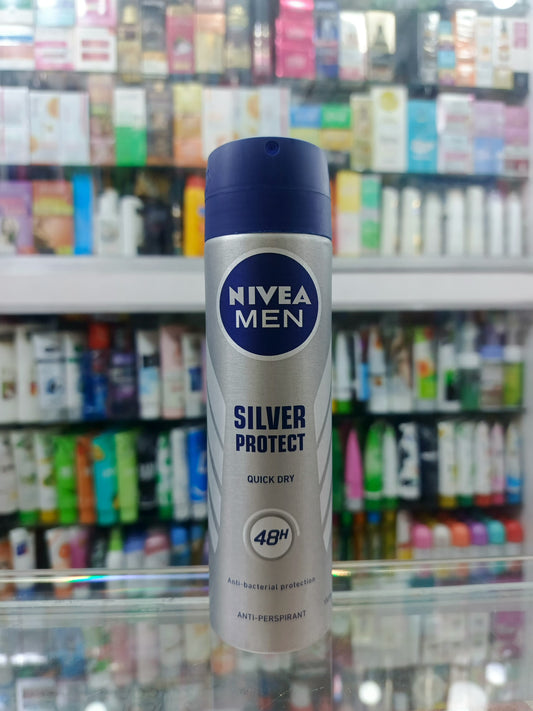 NIVEA
MEN
SILVER
PROTECT
QUICK DRY
48H
Anti-bacterial protection
ANTI-PERSPIRANT